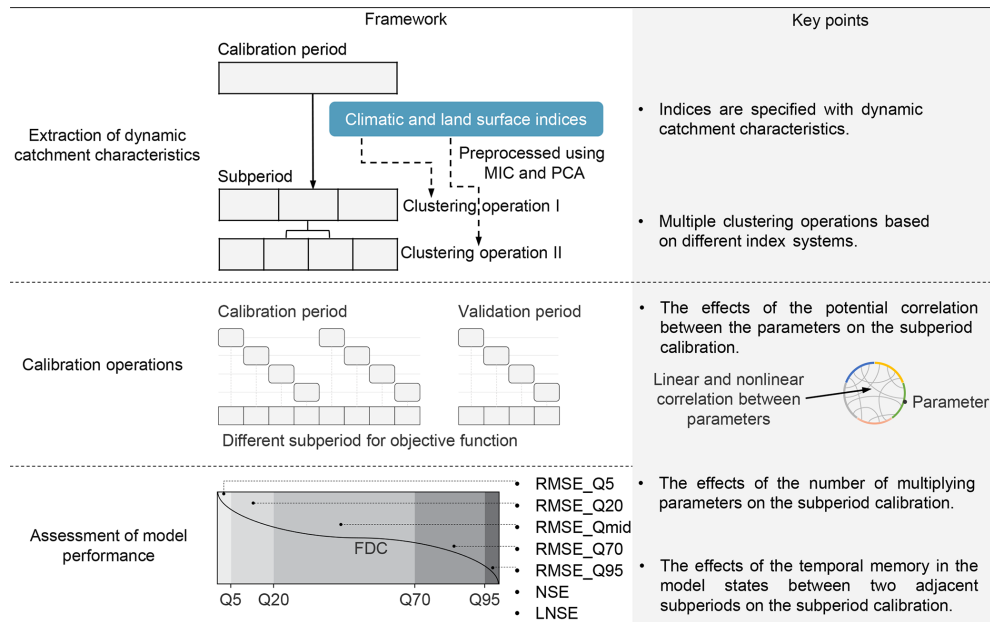 Framework
Key points
Extraction of dynamic
catchment characteristics
Calibration period
Climatic and land surface indices
Preprocessed using
MIC and PCA
Subperiod
Clustering operation I
Clustering operation II
• Indices are specified with dynamic
catchment characteristics.
• Multiple clustering operations based
on different index systems.
Calibration operations
Calibration period
Validation period
Different subperiod for objective function
• The effects of the potential correlation
between the parameters on the subperiod
calibration.
Linear and nonlinear
correlation between
parameters
Parameter
Assessment of model
performance
FDC
Q5
Q20
Q70
Q95
• RMSE_Q5
• RMSE_Q20
• RMSE_Qmid
• RMSE_Q70
• RMSE_Q95
• NSE
• LNSE
• The effects of the number of multiplying
parameters on the subperiod calibration.
• The effects of the temporal memory in the
model states between two adjacent
subperiods on the subperiod calibration.